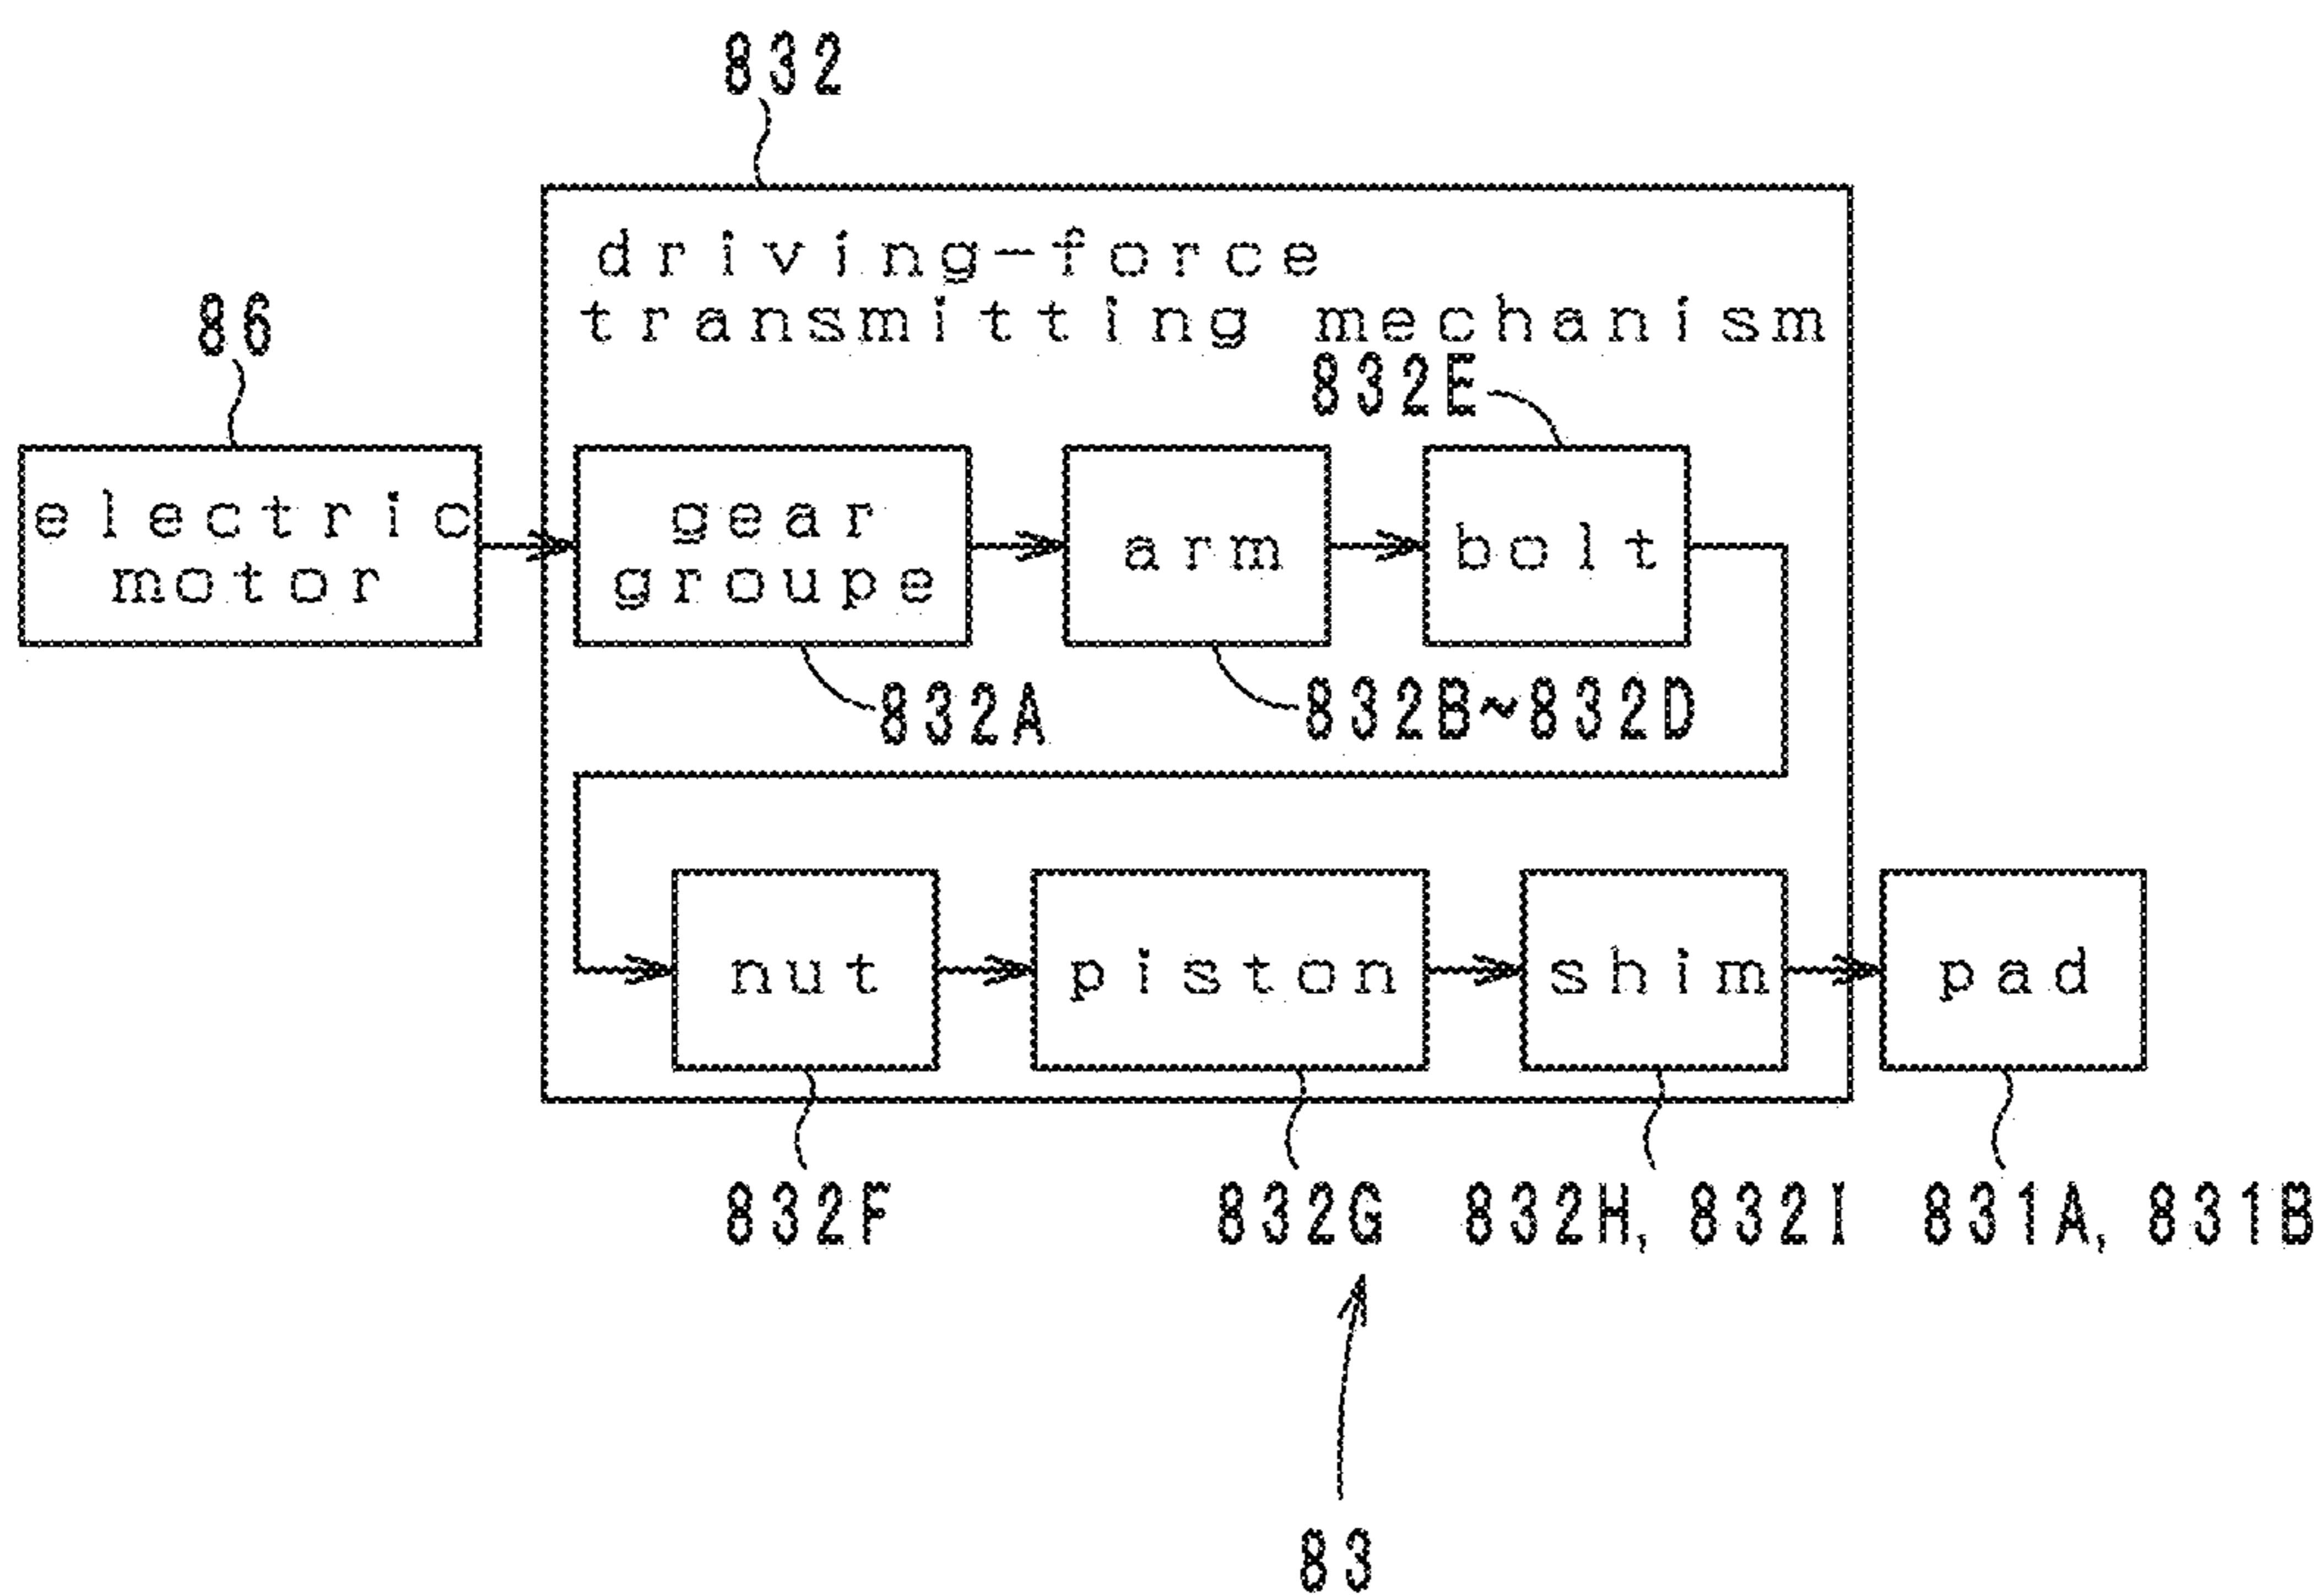 832
driving-force
transmitting mechanism
86
832E
electric
motor
gear
groupe
arm
bolt
832A
832B~832D
nut
piston
shim
pad
832F
832G
832H, 832I
831A, 831B
83